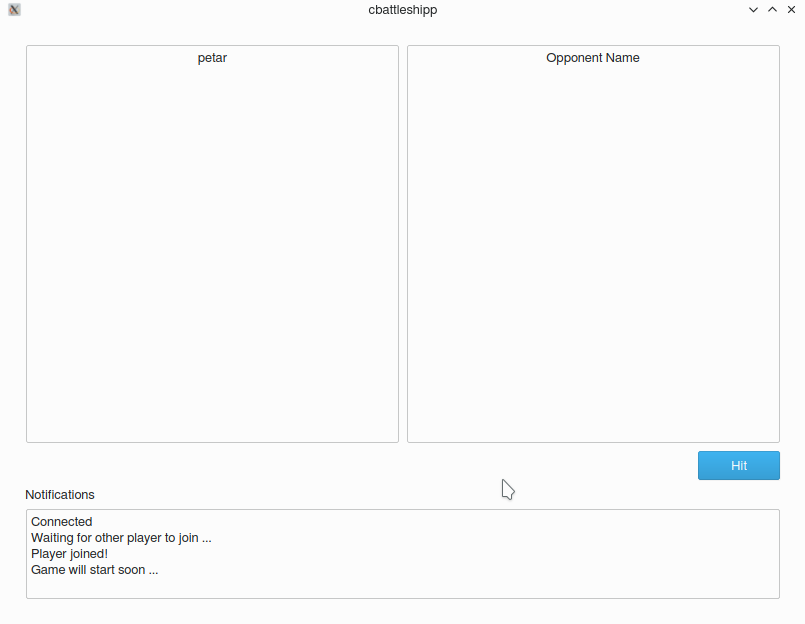 cbattleshipp
petar
Opponent Name
Hit
Notifications
Connected
Waiting for other player to join ...
Player joined!
Game will start soon ...